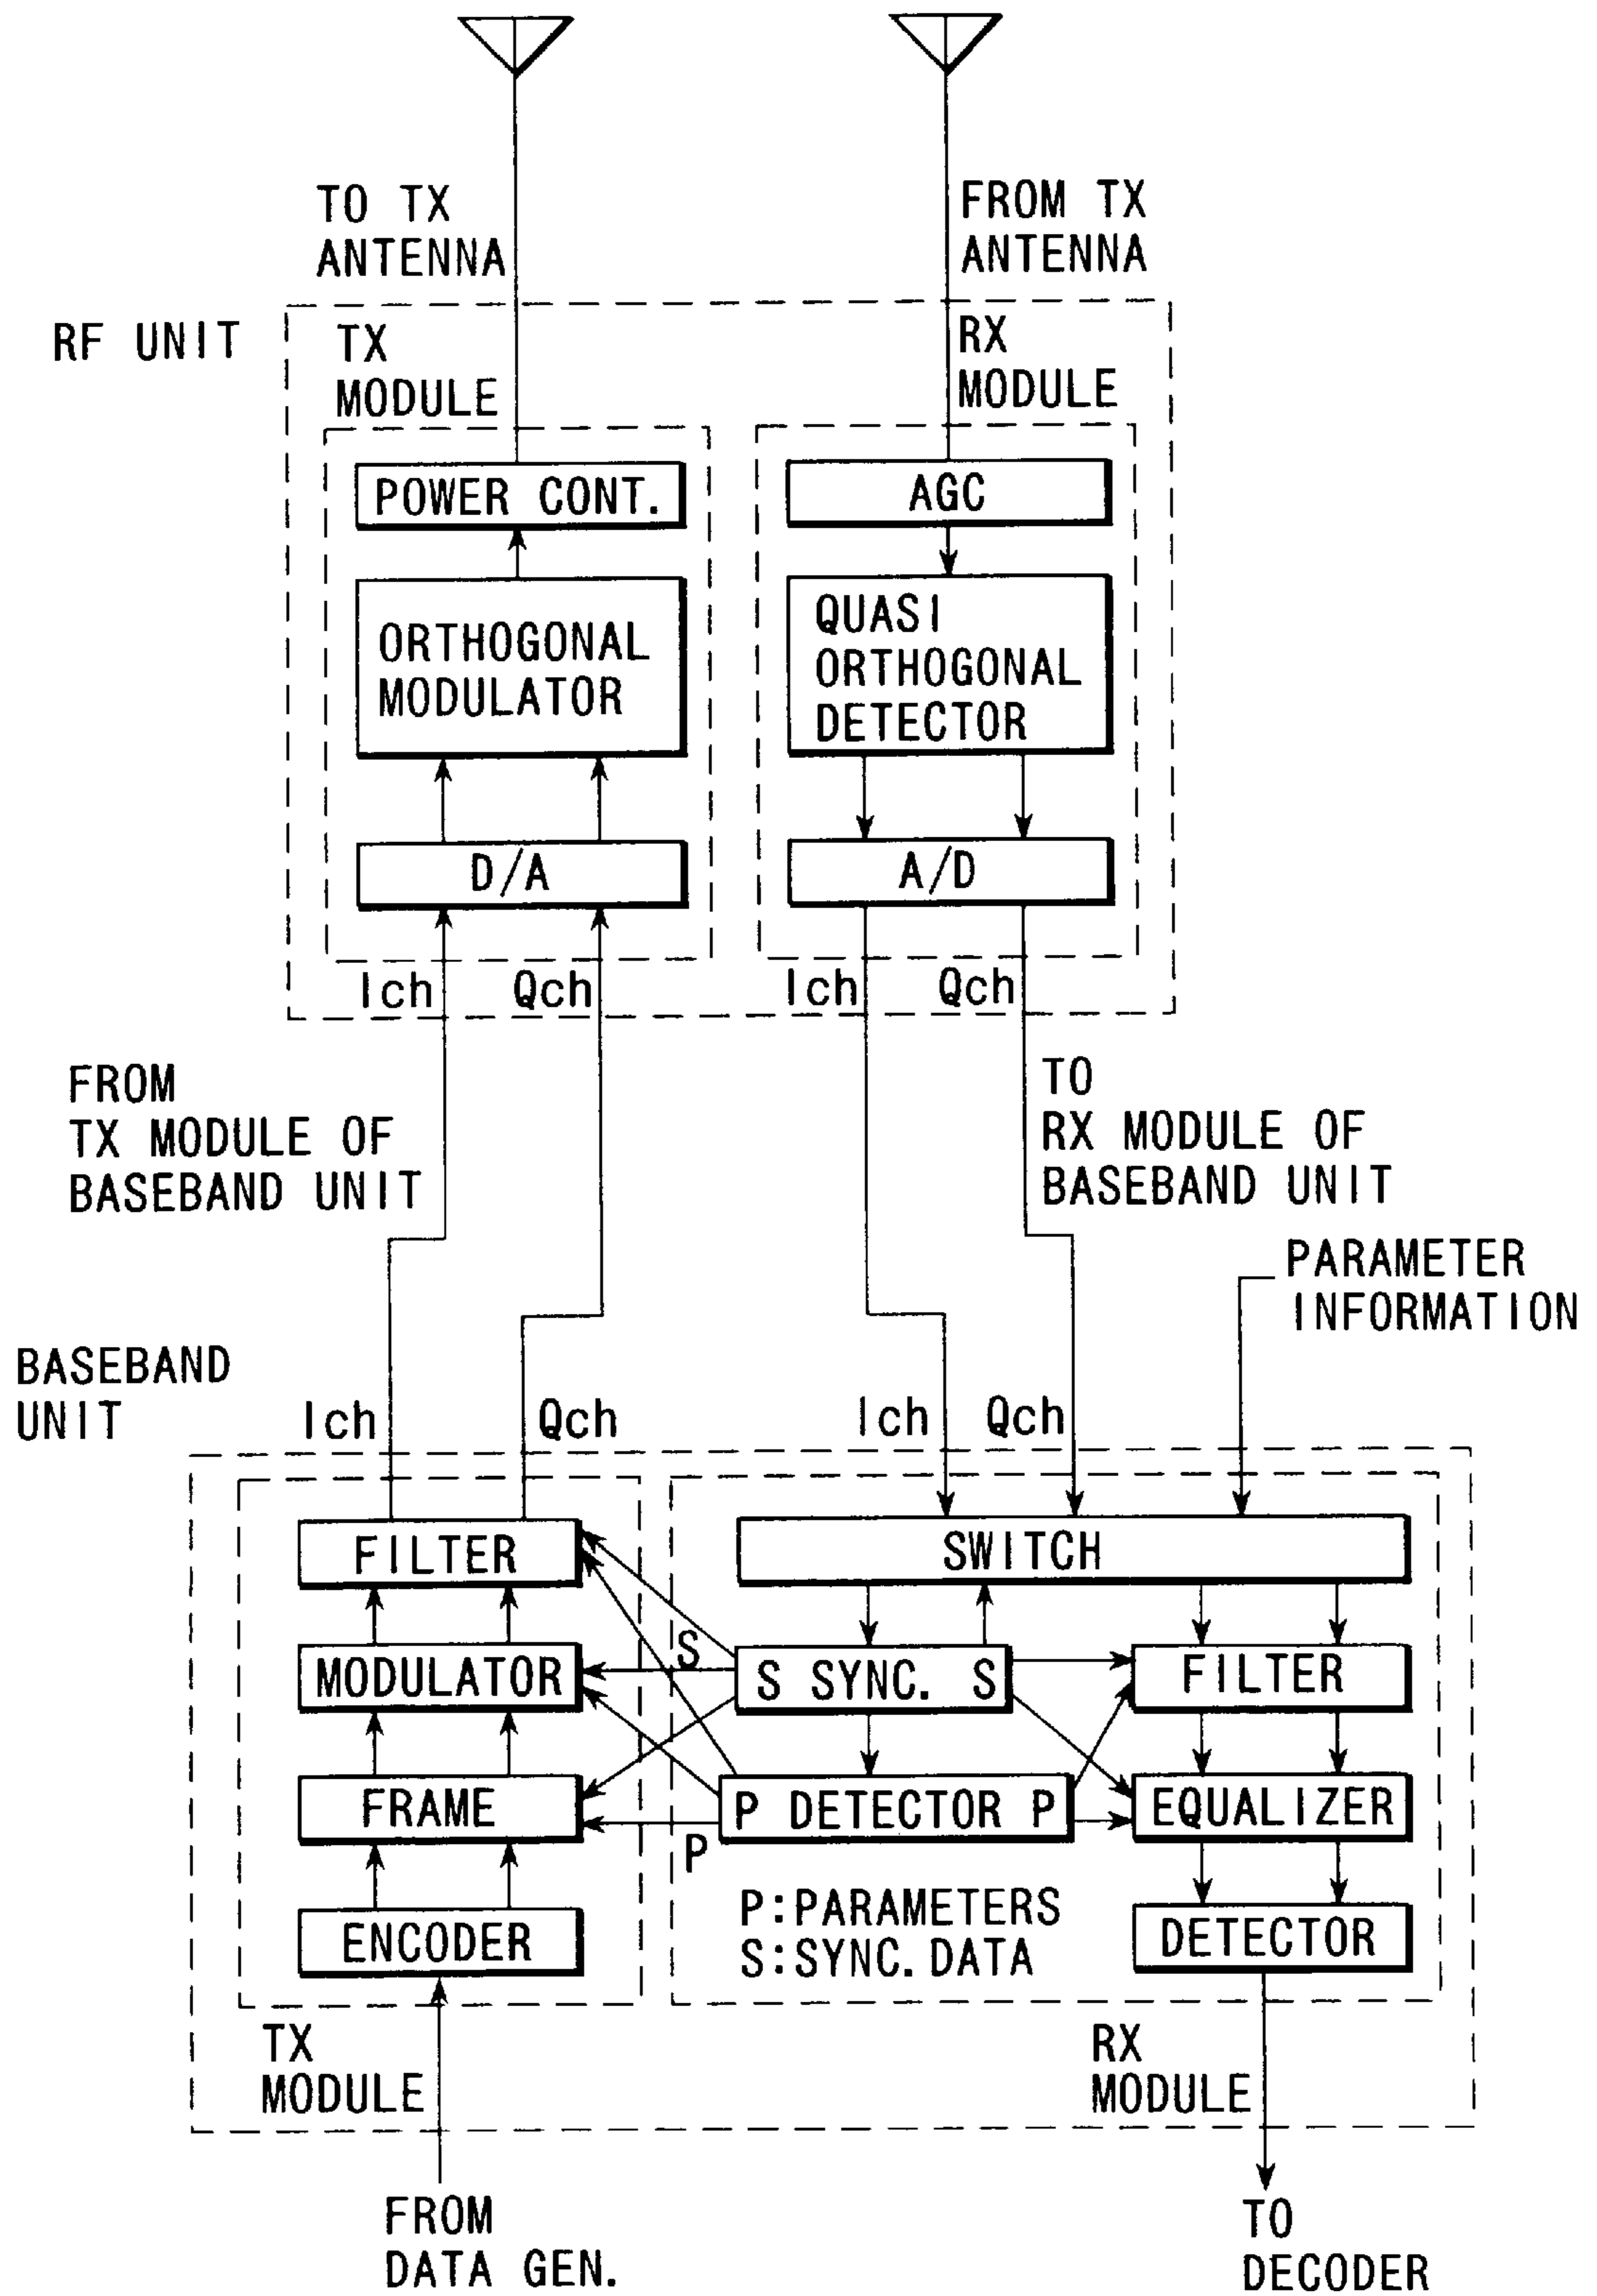 TO TX
ANTENNA
FROM TX
ANTENNA
RF UNIT
TX
MODULE
RX
MODULE
POWER CONT.
AGC
ORTHOGONAL
MODULATOR
QUASI
ORTHOGONAL
DETECTOR
D/A
A/D
Ich
Qch
Ich
Qch
FROM
TX MODULE OF
BASEBAND UNIT
TO
RX MODULE OF
BASEBAND UNIT
PARAMETER
INFORMATION
BASEBAND
UNIT
Ich
Qch
Ich
Qch
FILTER
SWITCH
MODULATOR
S
S SYNC. S
FILTER
FRAME
P DETECTOR P
EQUALIZER
P
ENCODER
P:PARAMETERS
S:SYNC. DATA
DETECTOR
TX
MODULE
RX
MODULE
FROM
DATA GEN.
TO
DECODER